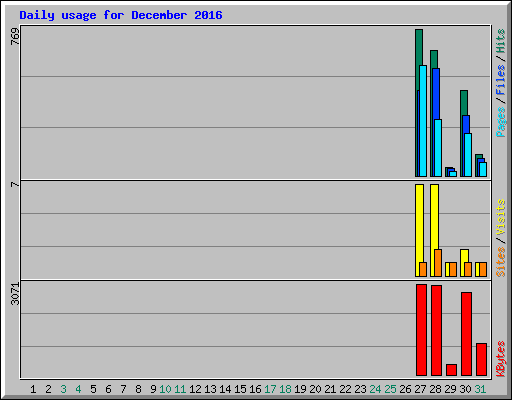 Daily usage for December 2016
769
Pages / Files / Hits
7
Sites / Visits
3071
KBytes
1 2 3 4 5 6 7 8 9 10 11 12 13 14 15 16 17 18 19 20 21 22 23 24 25 26 27 28 29 30 31